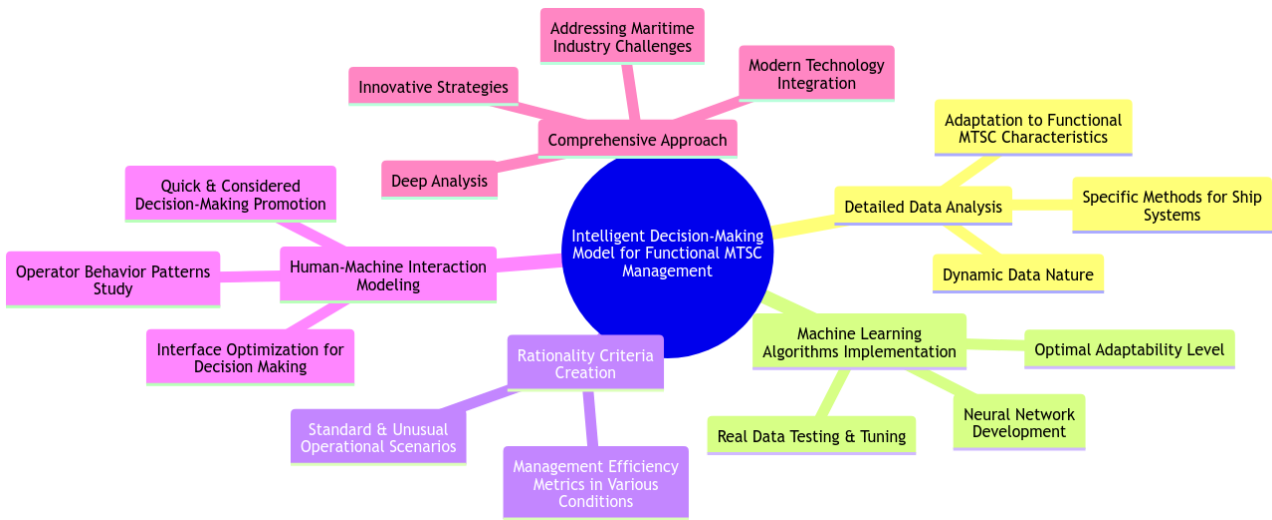 Addressing Maritime
Industry Challenges
Modern Technology
Integration
Innovative Strategies
Comprehensive Approach
Deep Analysis
Adaptation to Functional
MTSC Characteristics
Detailed Data Analysis
Specific Methods for Ship
Systems
Dynamic Data Nature
Quick & Considered
Decision-Making Promotion
Human-Machine Interaction
Modeling
Operator Behavior Patterns
Study
Interface Optimization for
Decision Making
Intelligent Decision-Making
Model for Functional MTSC
Management
Machine Learning
Algorithms Implementation
Optimal Adaptability Level
Neural Network
Development
Real Data Testing & Tuning
Rationality Criteria
Creation
Standard & Unusual
Operational Scenarios
Management Efficiency
Metrics in Various
Conditions